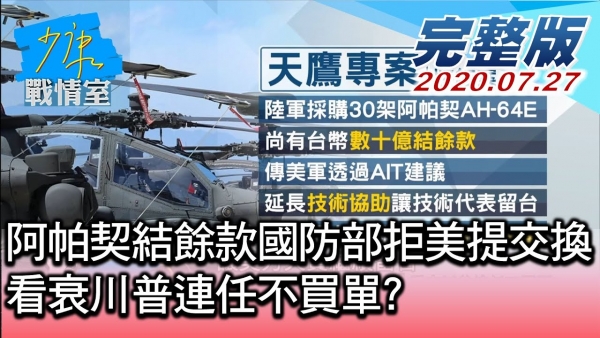 少康
戰情室
完整版
2020.07.27
天鷹專案
陸軍採購30架阿帕契AH-64E
尚有台幣數十億結餘款
傳美軍透過AIT建議
延長技術協助讓技術代表留台
阿帕契結餘款國防部拒美提交換
看衰川普連任不買單?